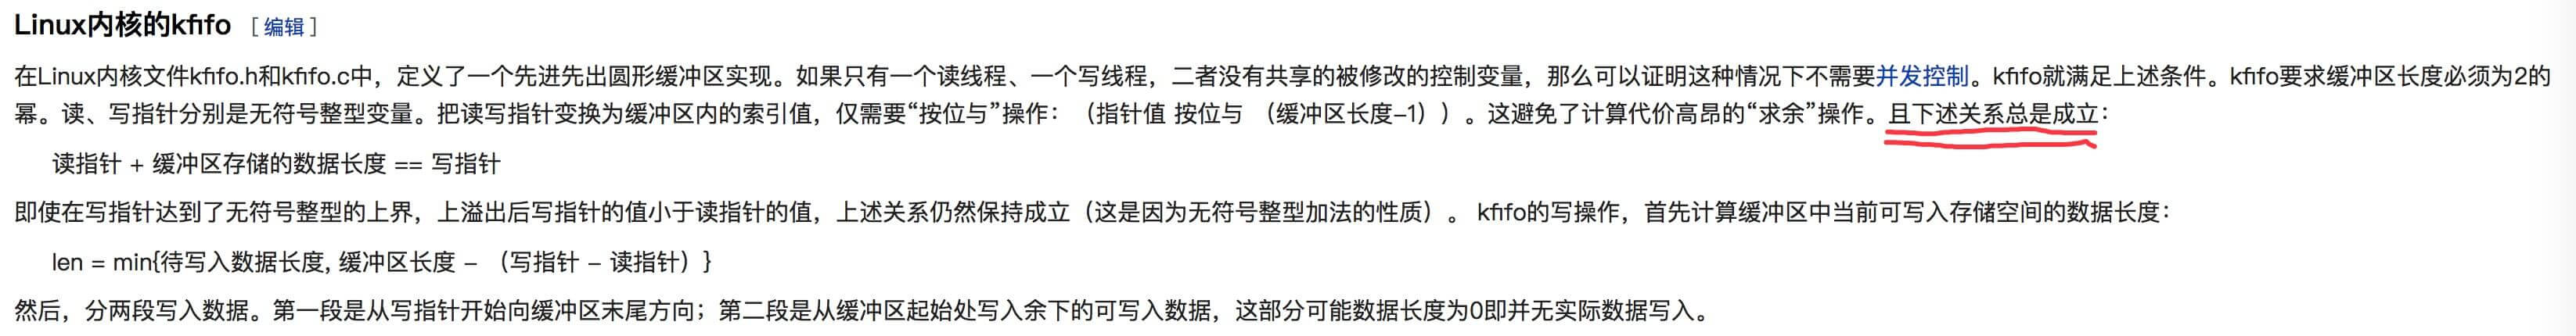 Linux内核的kfifo [编辑]
在Linux内核文件kfifo.h和kfifo.c中，定义了一个先进先出圆形缓冲区实现。如果只有一个读线程、一个写线程，二者没有共享的被修改的控制变量，那么可以证明这种情况下不需要并发控制。kfifo就满足上述条件。kfifo要求缓冲区长度必须为2的
幂。读、写指针分别是无符号整型变量。把读写指针变换为缓冲区内的索引值，仅需要“按位与”操作：（指针值 按位与 （缓冲区长度-1））。这避免了计算代价高昂的“求余”操作。且下述关系总是成立：
读指针 + 缓冲区存储的数据长度 == 写指针
即使在写指针达到了无符号整型的上界，上溢出后写指针的值小于读指针的值，上述关系仍然保持成立（这是因为无符号整型加法的性质）。 kfifo的写操作，首先计算缓冲区中当前可写入存储空间的数据长度：
len = min{待写入数据长度, 缓冲区长度 - （写指针 - 读指针）}
然后，分两段写入数据。第一段是从写指针开始向缓冲区末尾方向；第二段是从缓冲区起始处写入余下的可写入数据，这部分可能数据长度为0即并无实际数据写入。